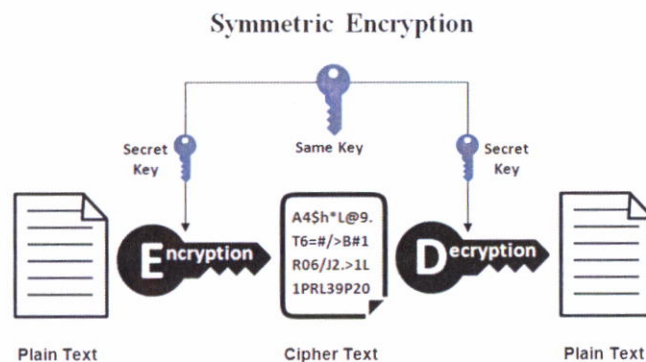 Symmetric Encryption
Secret
Key
Same Key
Secret
Key
Encryption
A4$h*L@9.
T6=#/>B#1
R06/J2.>1L
1PRL39P20
Decryption
Plain Text
Cipher Text
Plain Text